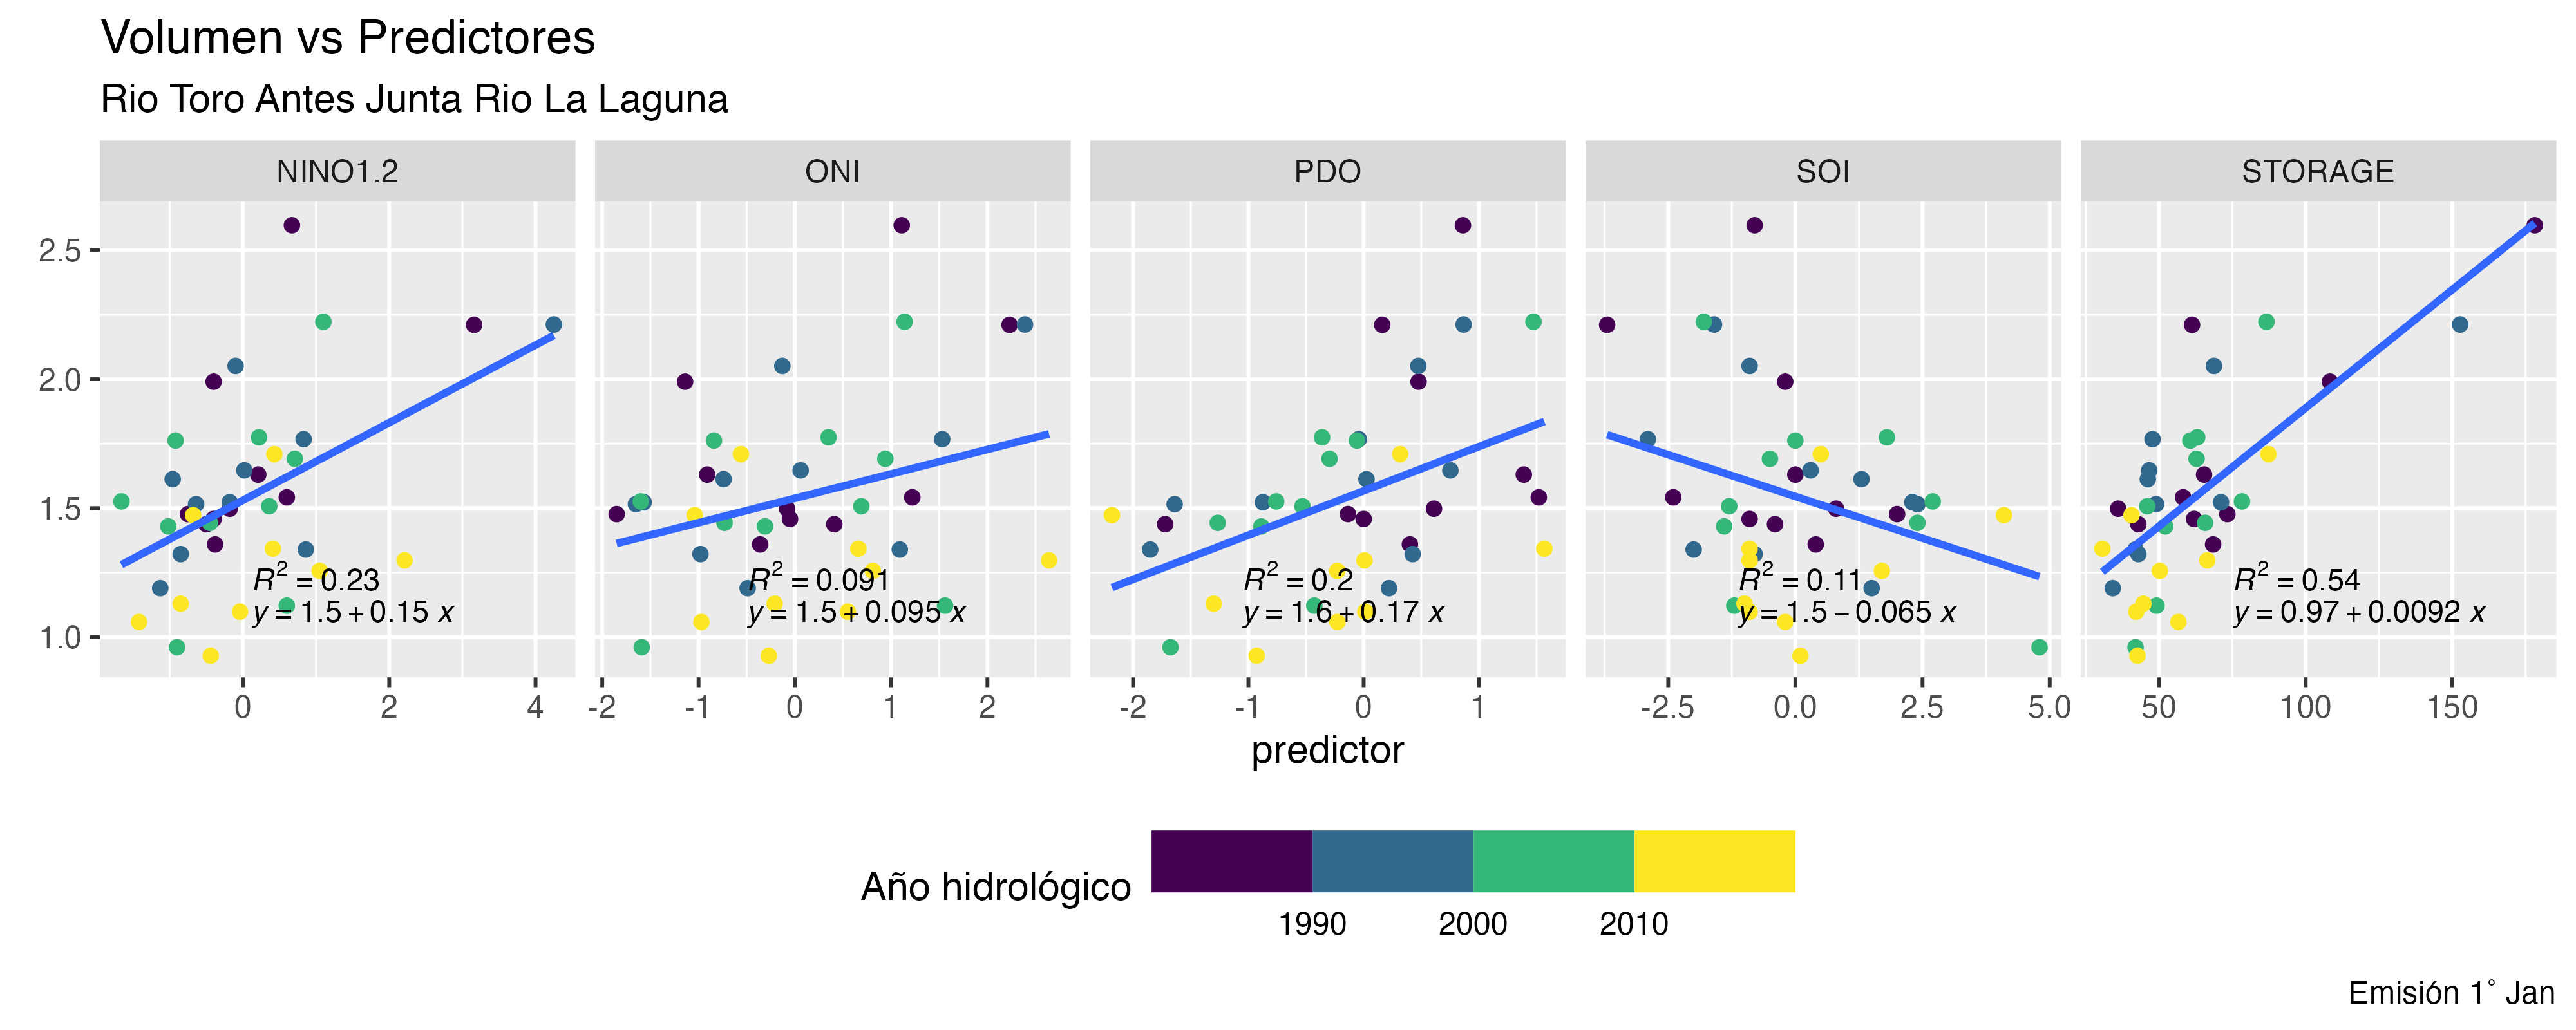 Volumen vs Predictores
Rio Toro Antes Junta Rio La Laguna
NINO1.2 ONI PDO SOI STORAGE
2.5
2.0
1.5
1.0
R² = 0.23 R² = 0.091 R² = 0.2 R² = 0.11 R² = 0.54
y = 1.5 + 0.15 x y = 1.5 + 0.095 x y = 1.6 + 0.17 x y = 1.5 − 0.065 x y = 0.97 + 0.0092 x
0 2 4 -2 -1 0 1 2 -2 -1 0 1 -2.5 0.0 2.5 5.0 50 100 150
predictor
Año hidrológico
1990 2000 2010
Emisión 1° Jan